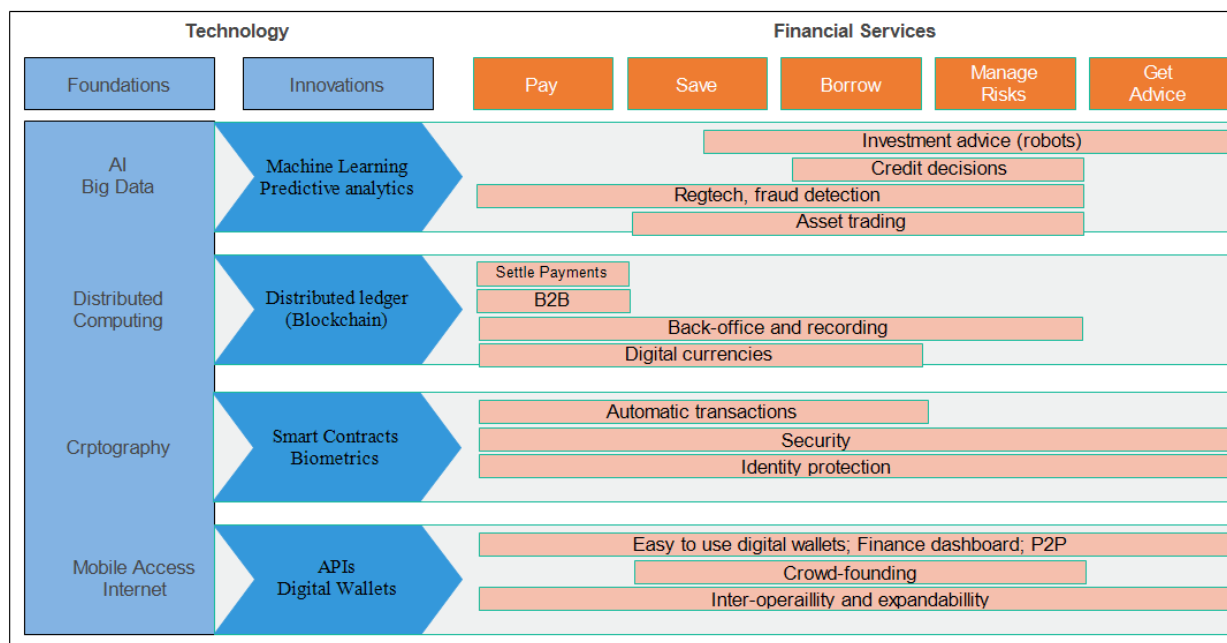 Technology
Financial Services
Foundations
Innovations
Pay
Save
Borrow
Manage
Risks
Get
Advice
AI
Big Data
Machine Learning
Predictive analytics
Investment advice (robots)
Credit decisions
Regtech, fraud detection
Asset trading
Distributed
Computing
Distributed ledger
(Blockchain)
Settle Payments
B2B
Back-office and recording
Digital currencies
Crptography
Smart Contracts
Biometrics
Automatic transactions
Security
Identity protection
Mobile Access
Internet
APIs
Digital Wallets
Easy to use digital wallets; Finance dashboard; P2P
Crowd-founding
Inter-operaillity and expandabillity